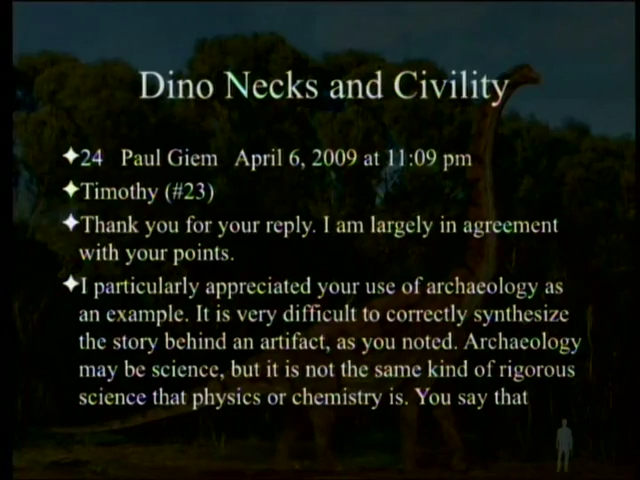 Dino Necks and Civility
24 Paul Giem April 6, 2009 at 11:09 pm
Timothy (#23)
Thank you for your reply. I am largely in agreement
with your points.
I particularly appreciated your use of archaeology as
an example. It is very difficult to correctly synthesize
the story behind an artifact, as you noted. Archaeology
may be science, but it is not the same kind of rigorous
science that physics or chemistry is. You say that